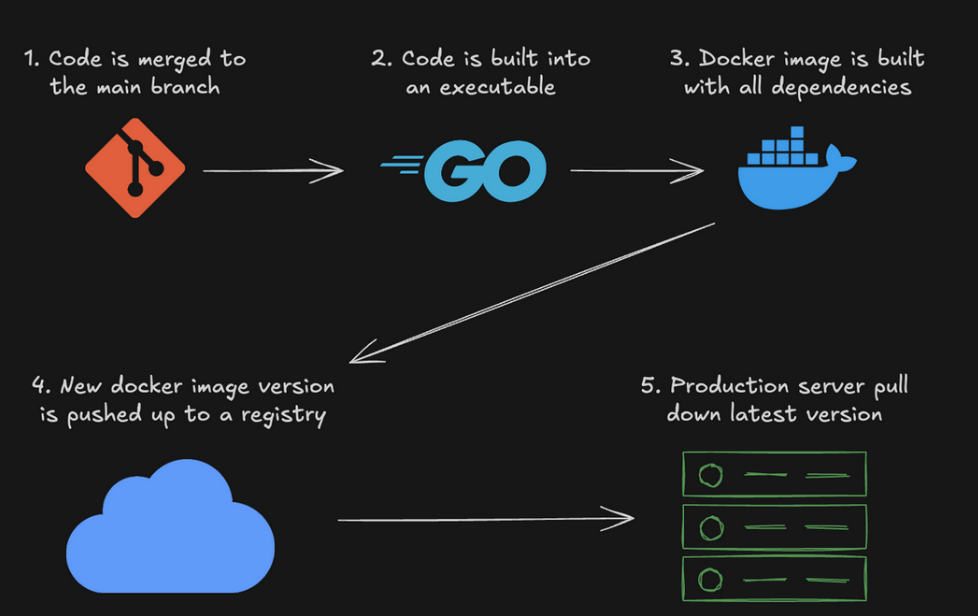 1. Code is merged to
the main branch
2. Code is built into
an executable
3. Docker image is built
with all dependencies
GO
4. New docker image version
is pushed up to a registry
5. Production server pull
down latest version